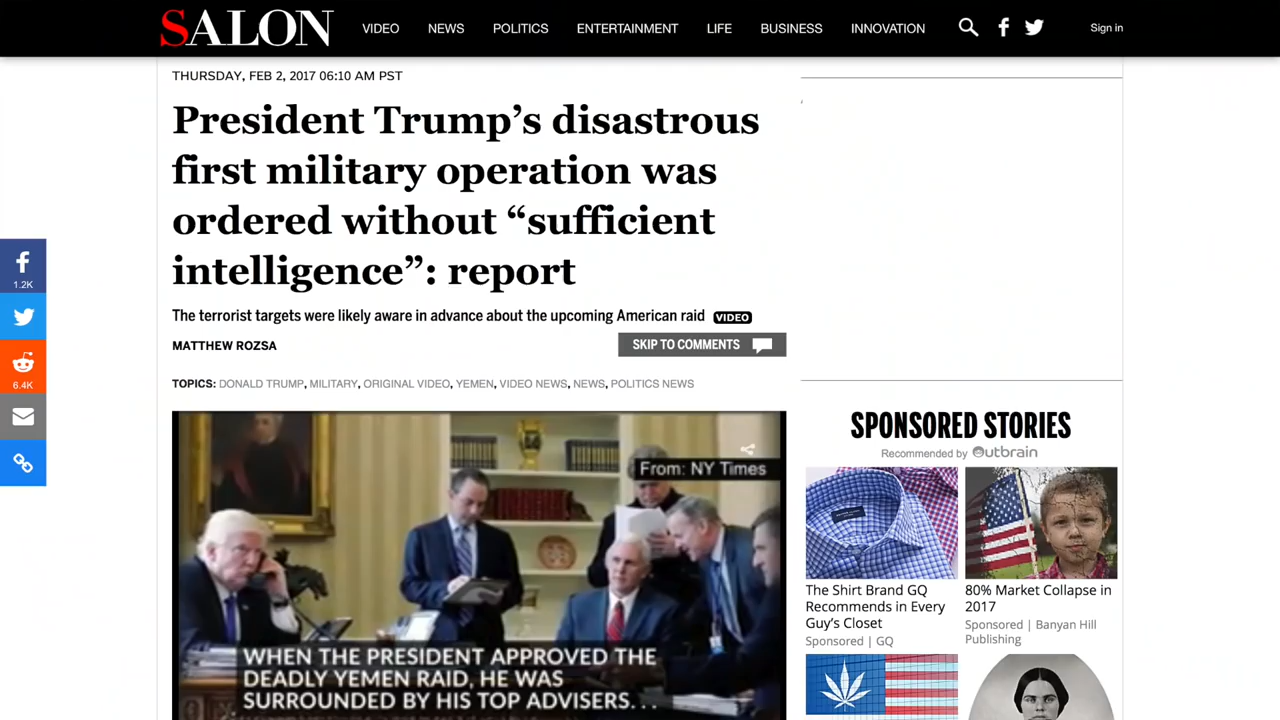 SALON
VIDEO NEWS POLITICS ENTERTAINMENT LIFE BUSINESS INNOVATION
Sign in
THURSDAY, FEB 2, 2017 06:10 AM PST
President Trump’s disastrous
first military operation was
ordered without “sufficient
intelligence”: report
The terrorist targets were likely aware in advance about the upcoming American raid VIDEO
MATTHEW ROZSA
SKIP TO COMMENTS
TOPICS: DONALD TRUMP, MILITARY, ORIGINAL VIDEO, YEMEN, VIDEO NEWS, NEWS, POLITICS NEWS
1.2K
6.4K
From: NY Times
WHEN THE PRESIDENT APPROVED THE
DEADLY YEMEN RAID, HE WAS
SURROUNDED BY HIS TOP ADVISERS. . .
SPONSORED STORIES
Recommended by Outbrain
The Shirt Brand GQ
Recommends in Every
Guy's Closet
Sponsored | GQ
80% Market Collapse in
2017
Sponsored | Banyan Hill
Publishing